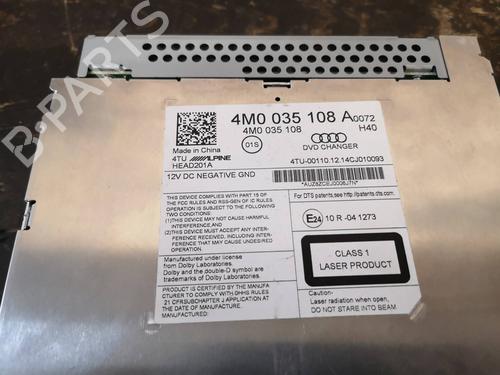 B-PARTS
4M0 035 108 A
0072
4M0 035 108
H40
01S
DVD CHANGER
Made in China
4TU ALPINE
HEAD201A
4TU-00110.12.14CJ010093
12V DC NEGATIVE GND
THIS DEVICE COMPLIES WITH PART 15 OF
THE FCC RULES AND RSS-GEN OF IC RULES
OPERATION IS SUBJECT TO THE FOLLOWING
TWO CONDITIONS:
(1) THIS DEVICE MAY NOT CAUSE HARMFUL
INTERFERENCE,AND
(2) THIS DEVICE MUST ACCEPT ANY
INTERFERENCE RECEIVED, INCLUDING
INTERFERENCE THAT MAY CAUSE
UNDESIRED OPERATION.
For DTS patents,see http://patents.dts.com.
E24 10 R -04 1273
CLASS 1
LASER PRODUCT
Manufactured under license
from Dolby Laboratories.
Dolby and the double-D symbol are
trademarks of Dolby Laboratories.
PRODUCT IS CERTIFIED BY THE MANUFA
CTURER TO COMPLY WITH DHHS RULES
21 CFRSUBCHAPTER J APPLICABLE AT THE
DATE OF MANUFACTURE.
MANUFACTURED:
CAUTION-
Laser radiation when open,
DO NOT STARE INTO BEAM.